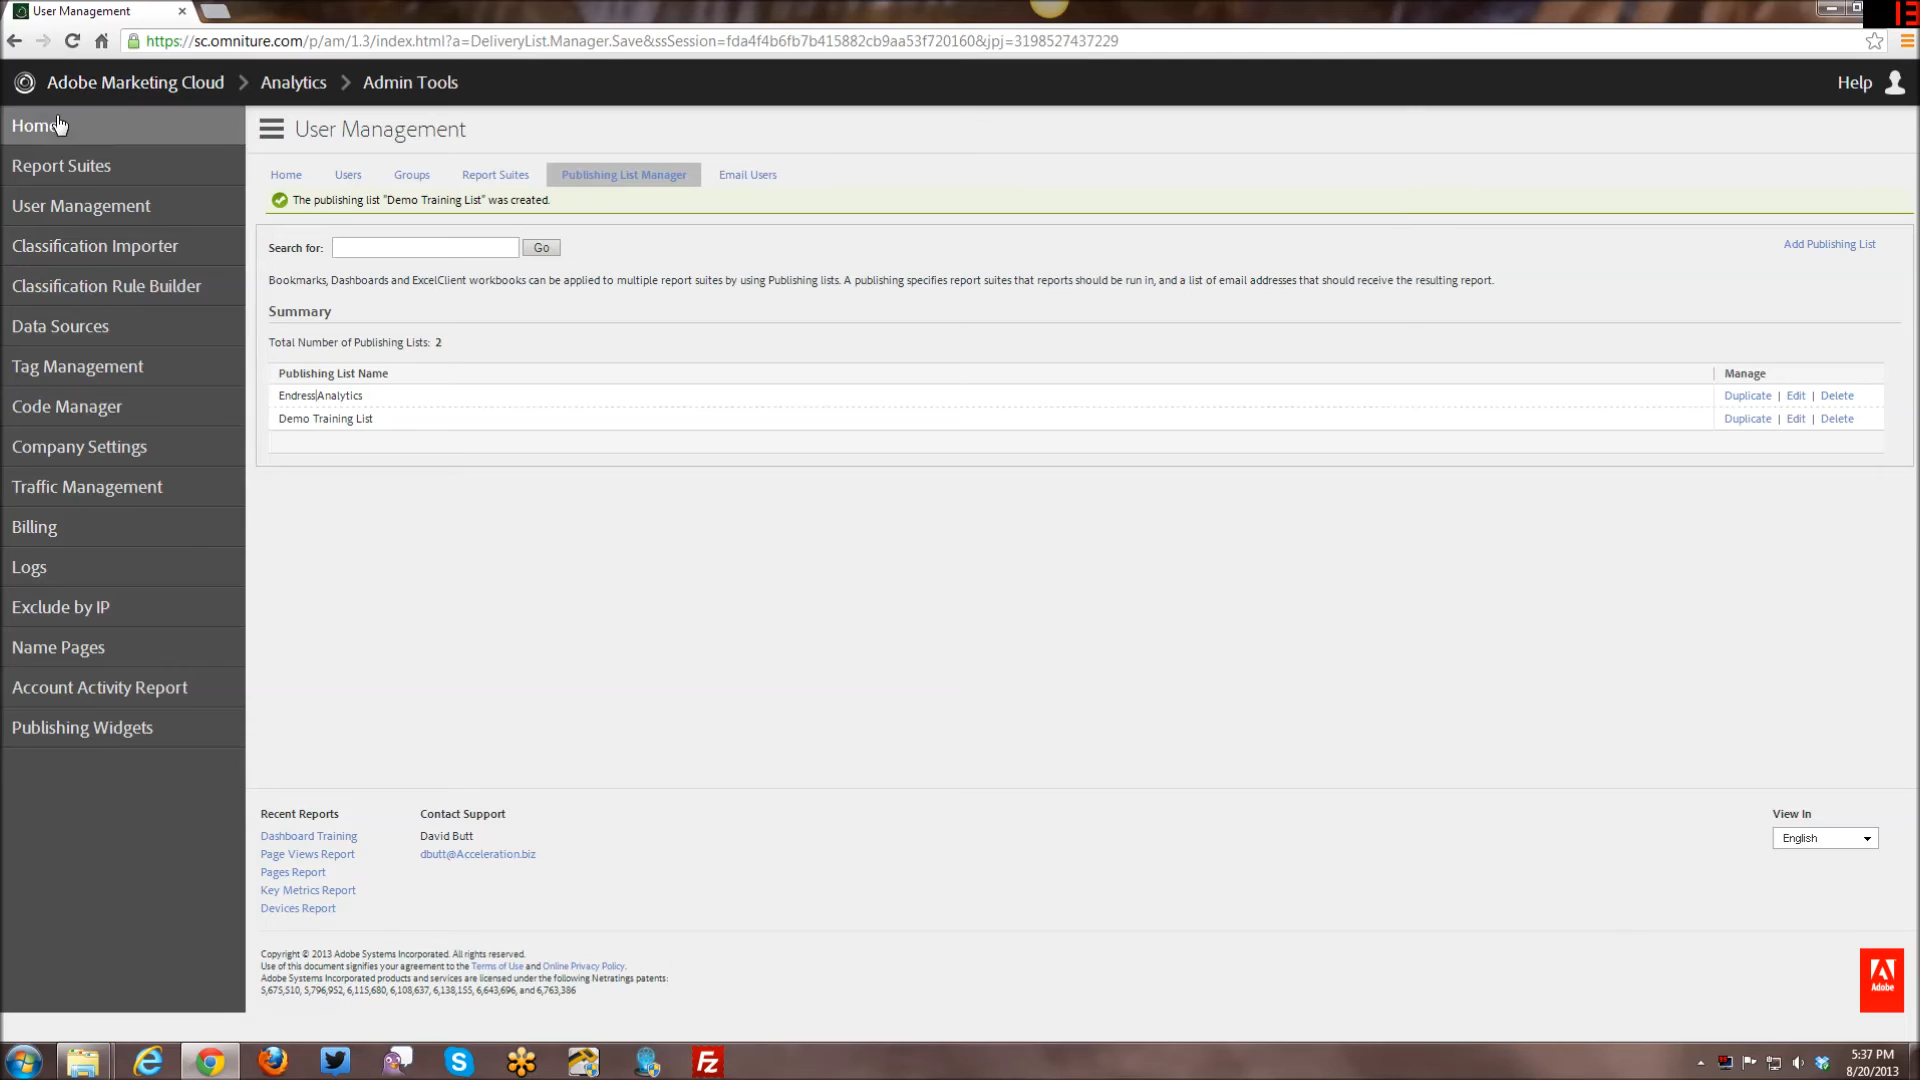 User Management
https://sc.omniture.com/p/am/1.3/index.html?a=DeliveryList.Manager.Save&ssSession=fda4f4b6fb7b415882cb9aa53f720160&jpj=3198527437229
13
Adobe Marketing Cloud Analytics Admin Tools
Help
Home
Report Suites
User Management
Classification Importer
Classification Rule Builder
Data Sources
Tag Management
Code Manager
Company Settings
Traffic Management
Billing
Logs
Exclude by IP
Name Pages
Account Activity Report
Publishing Widgets
User Management
Home Users Groups Report Suites Publishing List Manager Email Users
The publishing list "Demo Training List" was created.
Search for: Go
Add Publishing List
Bookmarks, Dashboards and ExcelClient workbooks can be applied to multiple report suites by using Publishing lists. A publishing specifies report suites that reports should be run in, and a list of email addresses that should receive the resulting report.
Summary
Total Number of Publishing Lists: 2
Publishing List Name Manage
Endress|Analytics Duplicate | Edit | Delete
Demo Training List Duplicate | Edit | Delete
Recent Reports
Dashboard Training
Page Views Report
Pages Report
Key Metrics Report
Devices Report
Contact Support
David Butt
dbutt@Acceleration.biz
View In
English
Copyright © 2013 Adobe Systems Incorporated. All rights reserved.
Use of this document signifies your agreement to the Terms of Use and Online Privacy Policy.
Adobe Systems Incorporated products and services are licensed under the following Netratings patents:
5,675,510, 5,796,952, 6,115,680, 6,108,637, 6,138,155, 6,643,696, and 6,763,386
Adobe
5:37 PM
8/20/2013